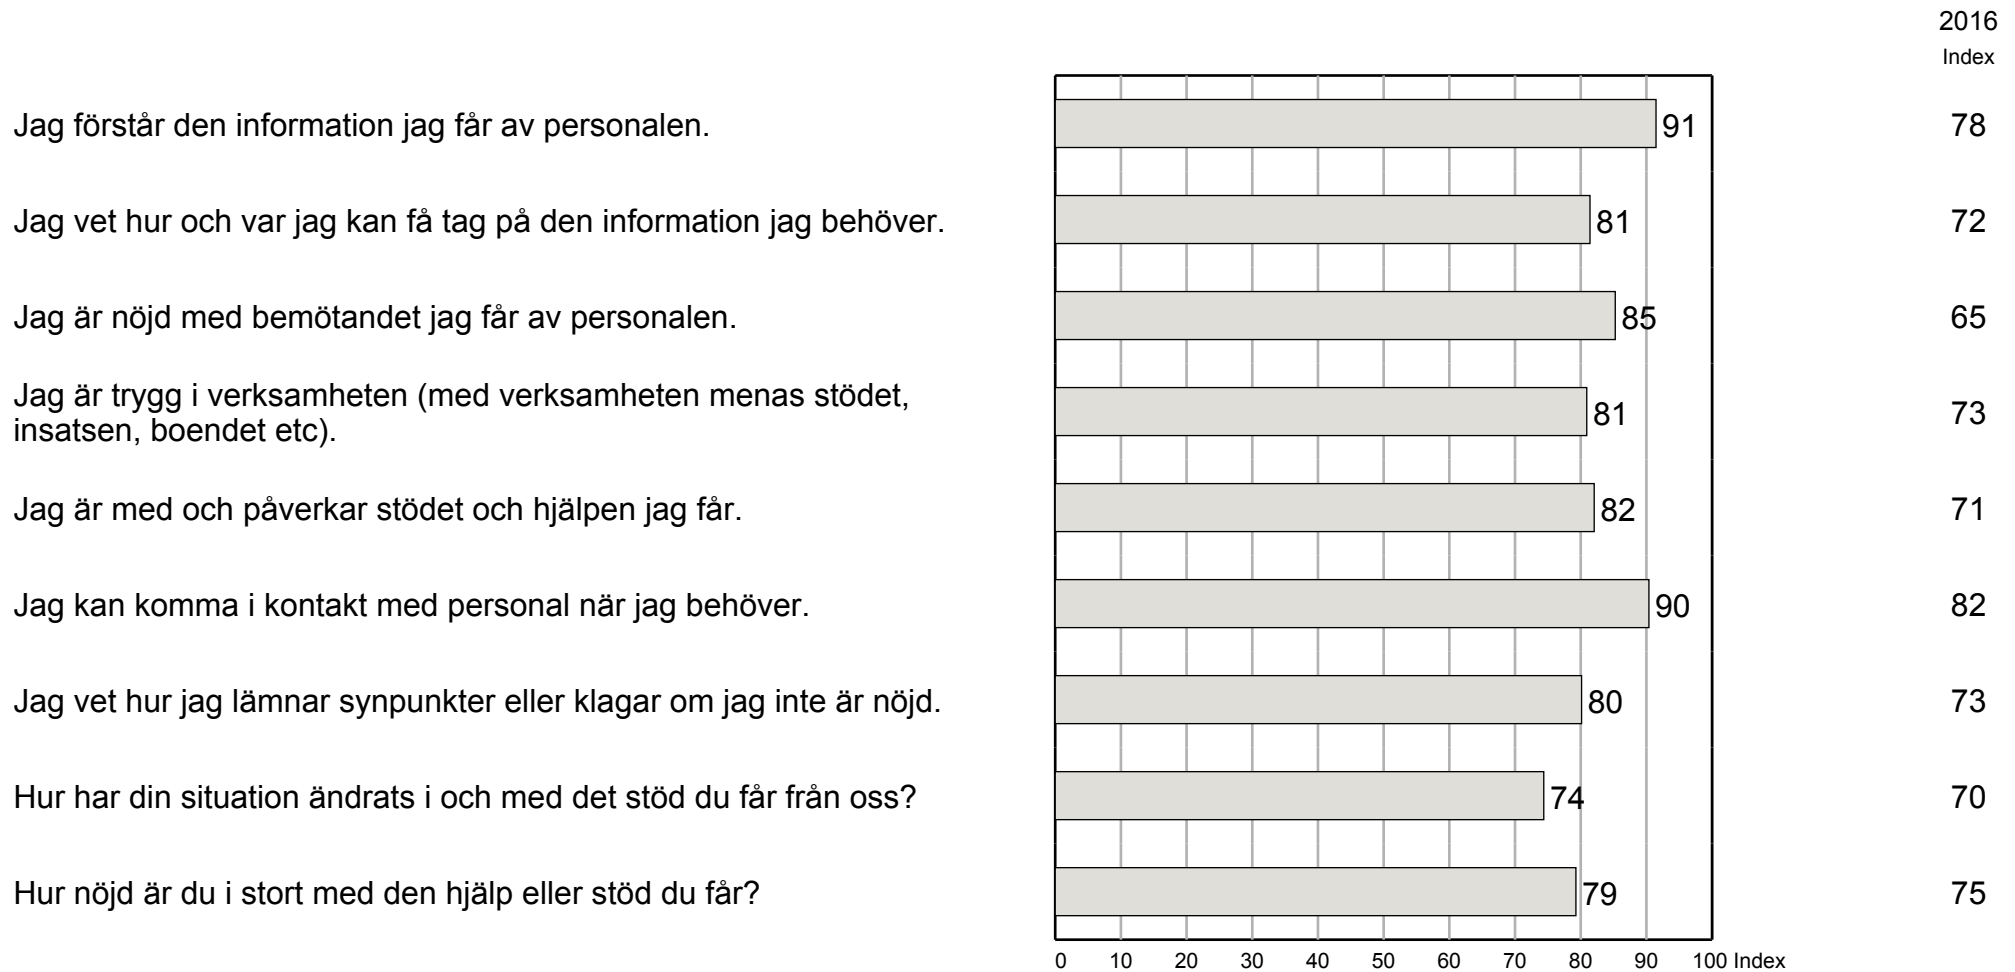 2016
Index
Jag förstår den information jag får av personalen. 91 78
Jag vet hur och var jag kan få tag på den information jag behöver. 81 72
Jag är nöjd med bemötandet jag får av personalen. 85 65
Jag är trygg i verksamheten (med verksamheten menas stödet,
insatsen, boendet etc). 81 73
Jag är med och påverkar stödet och hjälpen jag får. 82 71
Jag kan komma i kontakt med personal när jag behöver. 90 82
Jag vet hur jag lämnar synpunkter eller klagar om jag inte är nöjd. 80 73
Hur har din situation ändrats i och med det stöd du får från oss? 74 70
Hur nöjd är du i stort med den hjälp eller stöd du får? 79 75
0 10 20 30 40 50 60 70 80 90 100 Index